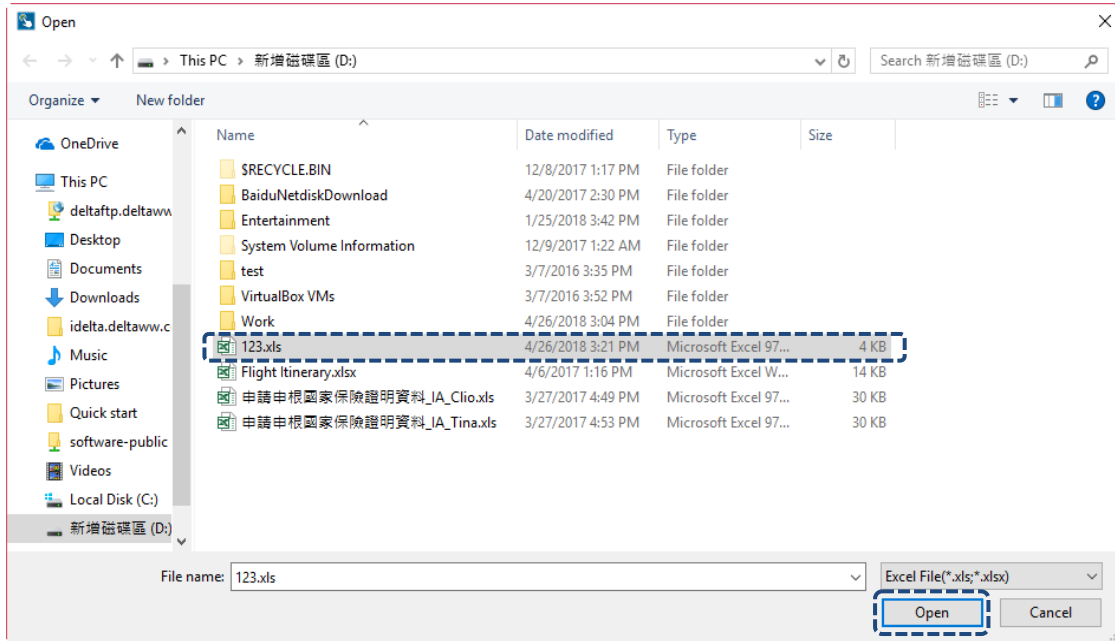 Open
This PC > 新增磁碟區 (D:)
Search 新增磁碟區 (D:)
Organize
New folder
OneDrive
This PC
deltaftp.deltaww
Desktop
Documents
Downloads
idelta.deltaww.c
Music
Pictures
Quick start
software-public
Videos
Local Disk (C:)
新增磁碟區 (D:)
Name Date modified Type Size
$RECYCLE.BIN 12/8/2017 1:17 PM File folder
BaiduNetdiskDownload 4/20/2017 2:30 PM File folder
Entertainment 1/25/2018 3:42 PM File folder
System Volume Information 12/9/2017 1:22 AM File folder
test 3/7/2016 3:35 PM File folder
VirtualBox VMs 3/7/2016 3:52 PM File folder
Work 4/26/2018 3:04 PM File folder
123.xls 4/26/2018 3:21 PM Microsoft Excel 97... 4 KB
Flight Itinerary.xlsx 4/6/2017 1:16 PM Microsoft Excel W... 14 KB
申請申根國家保險證明資料_IA_Clio.xls 3/27/2017 4:49 PM Microsoft Excel 97... 30 KB
申請申根國家保險證明資料_IA_Tina.xls 3/27/2017 4:53 PM Microsoft Excel 97... 30 KB
File name: 123.xls
Excel File(*.xls;*.xlsx)
Open
Cancel